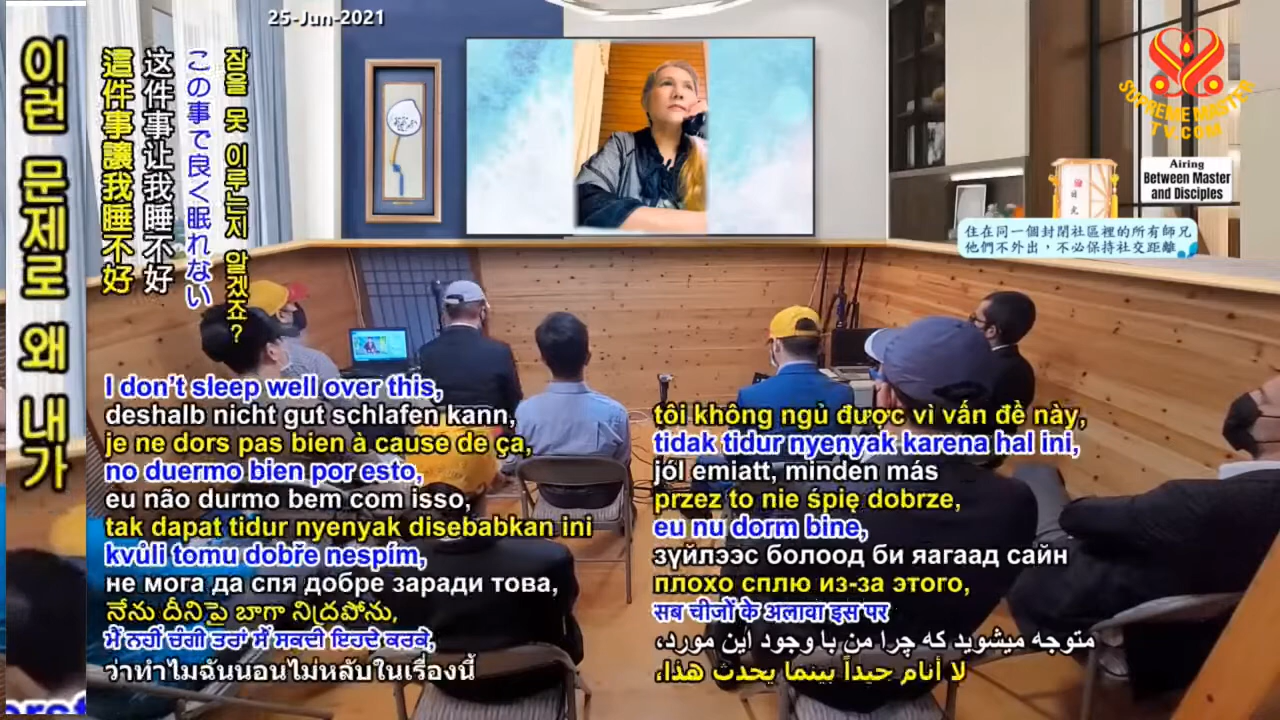 25-Jun-2021
이런 문제로 왜 내가
잠을 못 이루는지 알겠죠?
この事で良く眠れない
这件事让我睡不好
這件事讓我睡不好
SUPREME MASTER
TV.COM
Airing
Between Master
and Disciples
住在同一個封閉社區裡的所有師兄
他們不外出，不必保持社交距離
I don't sleep well over this,
deshalb nicht gut schlafen kann,
je ne dors pas bien à cause de ça,
no duermo bien por esto,
eu não durmo bem com isso,
tak dapat tidur nyenyak disebabkan ini
kvůli tomu dobře nespím,
не мога да спя добре заради това,
నేను దీనిపై బాగా నిద్రపోను,
ਮੈਂ ਨਹੀਂ ਚੰਗੀ ਤਰਾਂ ਸੌਂ ਸਕਦੀ ਇਹਦੇ ਕਰਕੇ,
ว่าทำไมฉันนอนไม่หลับในเรื่องนี้
tôi không ngủ được vì vấn đề này,
tidak tidur nyenyak karena hal ini,
jól emiatt, minden más
przez to nie śpię dobrze,
eu nu dorm bine,
зүйлээс болоод би яагаад сайн
плохо сплю из-за этого,
सब चीजों के अलावा इस पर
متوجه میشوید که چرا من با وجود این مورد،
لا أنام جيداً بينما يحدث هذا،